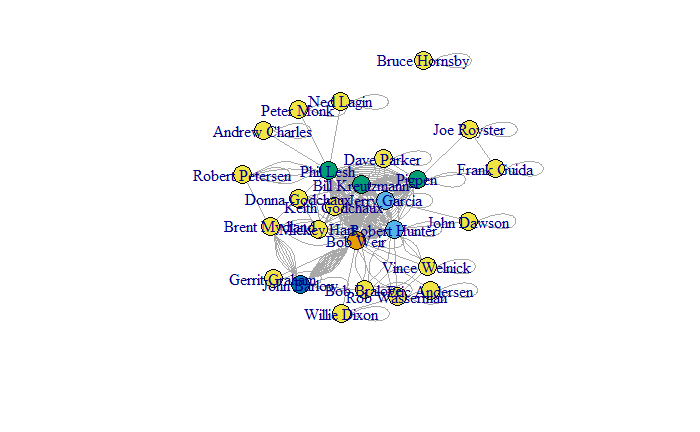 Bruce Hornsby
Ned Lagin
Peter Monk
Andrew Charles
Joe Royster
Dave Parker
Robert Petersen
Phil Lesh
Frank Guida
Pigpen
Bill Kreutzmann
Donna Godchaux
Jerry Garcia
Keith Godchaux
Brent Mydland
Mickey Hart
Robert Hunter
John Dawson
Bob Weir
Vince Welnick
Gerrit Graham
John Barlow
Bob Bralove
Eric Andersen
Rob Wasserman
Willie Dixon